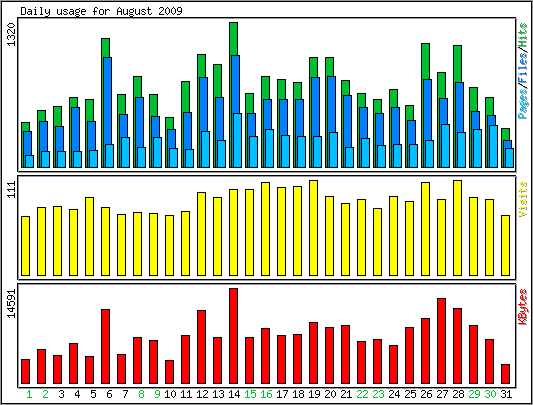 Daily usage for August 2009
1320
Pages/Files/Hits
111
Visits
14591
KBytes
1 2 3 4 5 6 7 8 9 10 11 12 13 14 15 16 17 18 19 20 21 22 23 24 25 26 27 28 29 30 31